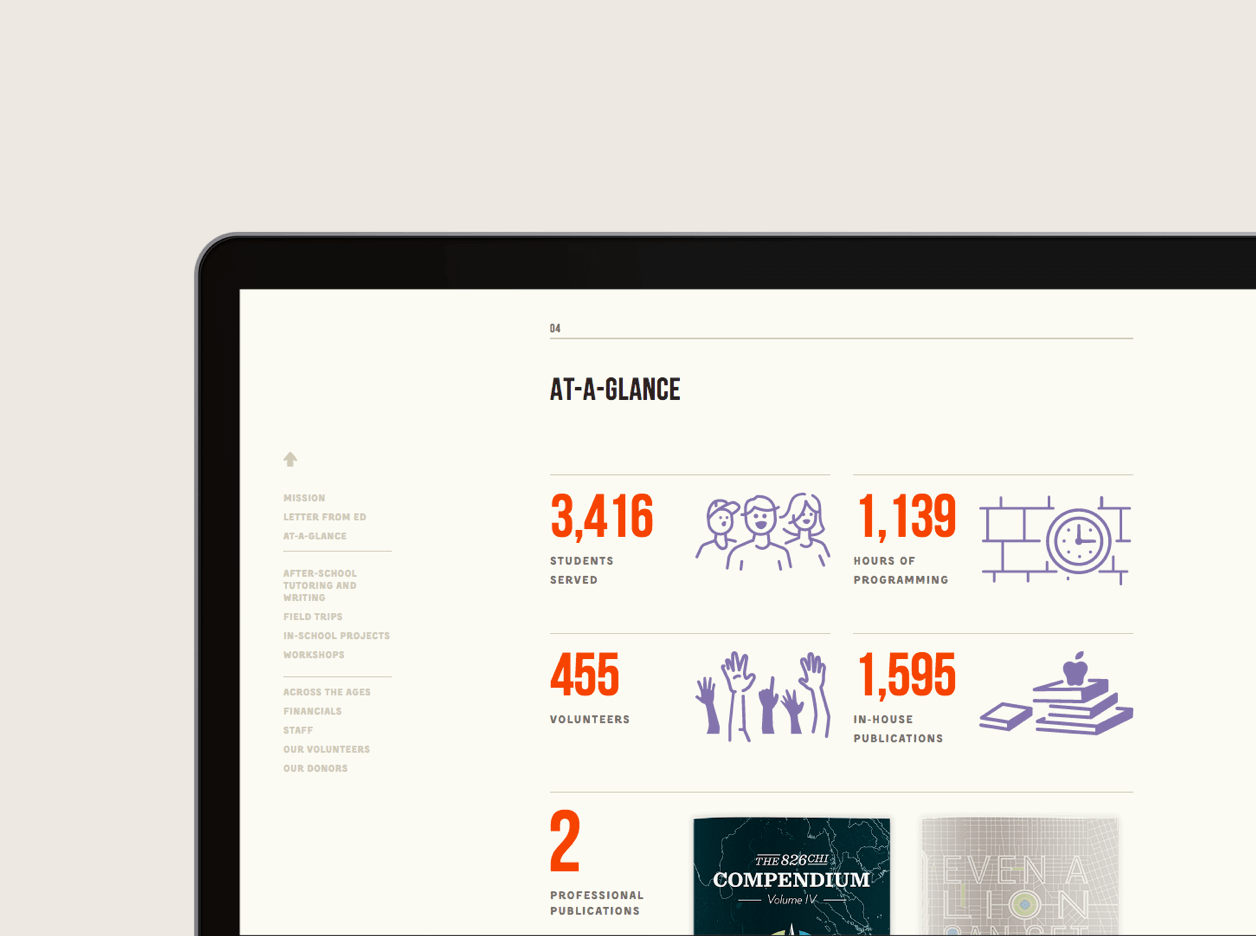 04
AT-A-GLANCE
MISSION
LETTER FROM ED
AT-A-GLANCE
AFTER-SCHOOL
TUTORING AND
WRITING
FIELD TRIPS
IN-SCHOOL PROJECTS
WORKSHOPS
ACROSS THE AGES
FINANCIALS
STAFF
OUR VOLUNTEERS
OUR DONORS
3,416
STUDENTS
SERVED
1,139
HOURS OF
PROGRAMMING
455
VOLUNTEERS
1,595
IN-HOUSE
PUBLICATIONS
2
PROFESSIONAL
PUBLICATIONS
THE 826CHI
COMPENDIUM
Volume IV
EVEN A
LION
CAN GET